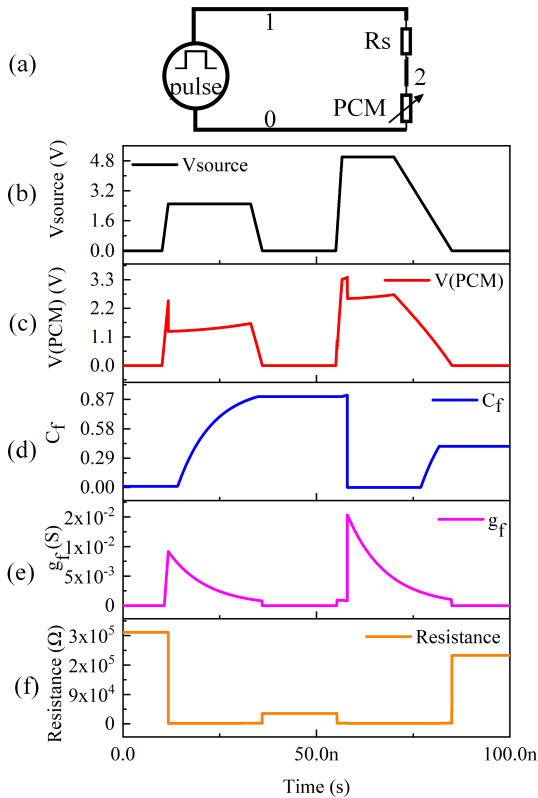 (a)
1
Rs
pulse
2
PCM
0
(b)
Vsource (V)
4.8
3.2
1.6
0.0
Vsource
(c)
V(PCM) (V)
3.3
2.2
1.1
0.0
V(PCM)
(d)
Cf
0.87
0.58
0.29
0.00
Cf
(e)
gf (S)
2x10⁻²
1x10⁻²
5x10⁻³
0
gf
(f)
Resistance (Ω)
3x10⁵
2x10⁵
9x10⁴
0
Resistance
0.0
50.0n
100.0n
Time (s)